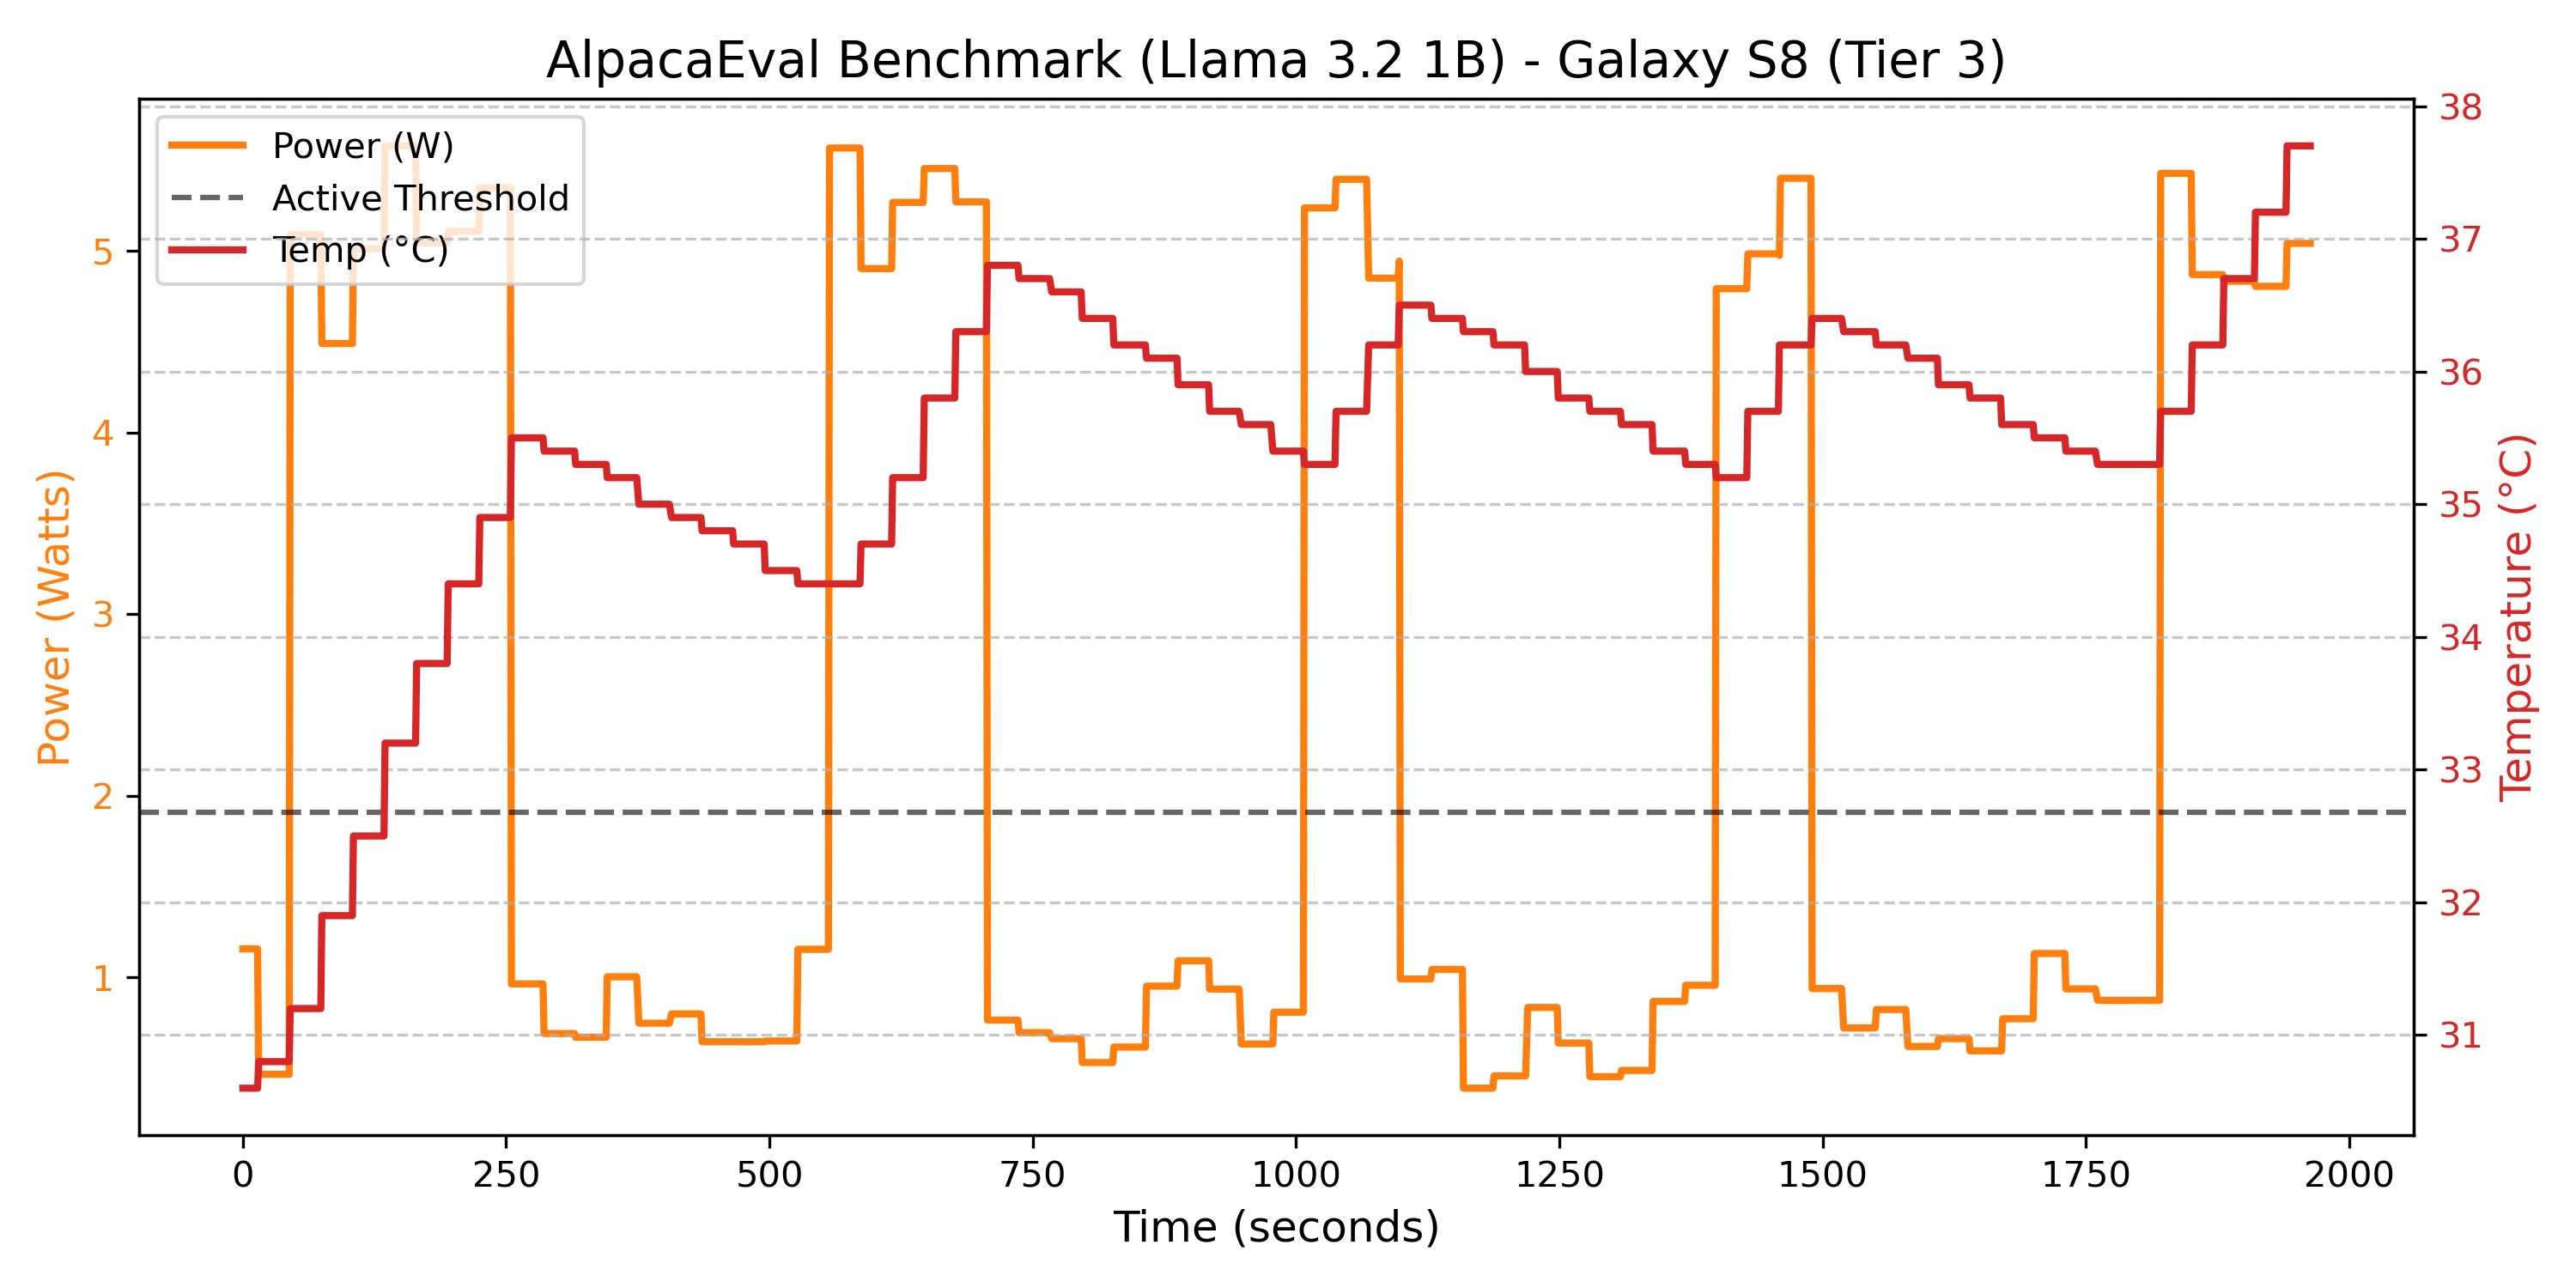 AlpacaEval Benchmark (Llama 3.2 1B) - Galaxy S8 (Tier 3)
Power (W)
Active Threshold
Temp (°C)
Power (Watts)
5
4
3
2
1
38
37
36
35
34
33
32
31
Temperature (°C)
0 250 500 750 1000 1250 1500 1750 2000
Time (seconds)